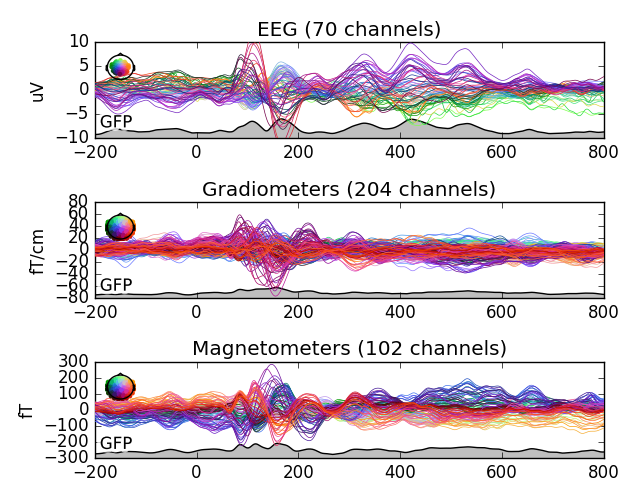 EEG (70 channels)
10
5
0
−5
−10
uV
GFP
−200 0 200 400 600 800
Gradiometers (204 channels)
80
60
40
20
0
−20
−40
−60
−80
fT/cm
GFP
−200 0 200 400 600 800
Magnetometers (102 channels)
300
200
100
0
−100
−200
−300
fT
GFP
−200 0 200 400 600 800